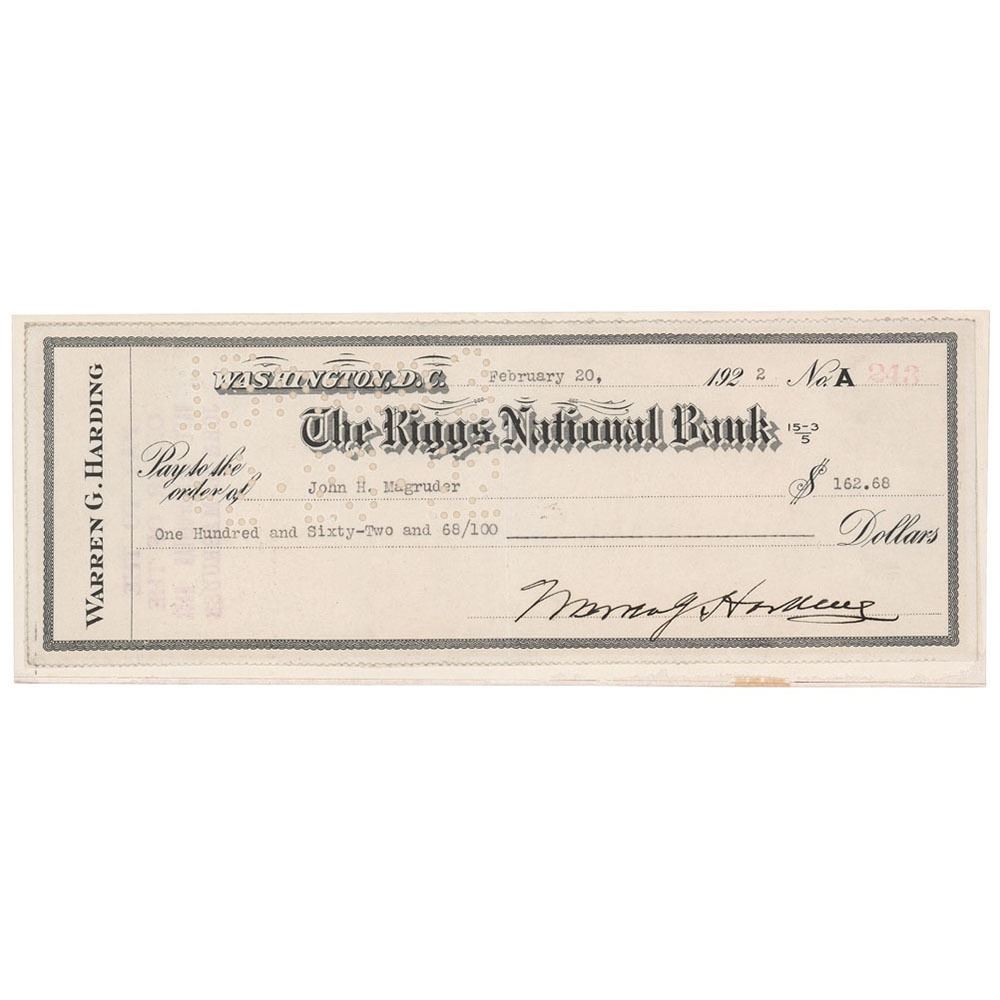 WARREN G. HARDING
WASHINGTON, D.C. February 20, 192 2 No. A 243
The Riggs National Bank 15-3/5
Pay to the
order of John H. Magruder $ 162.68
One Hundred and Sixty-Two and 68/100 Dollars
Warren G. Harding